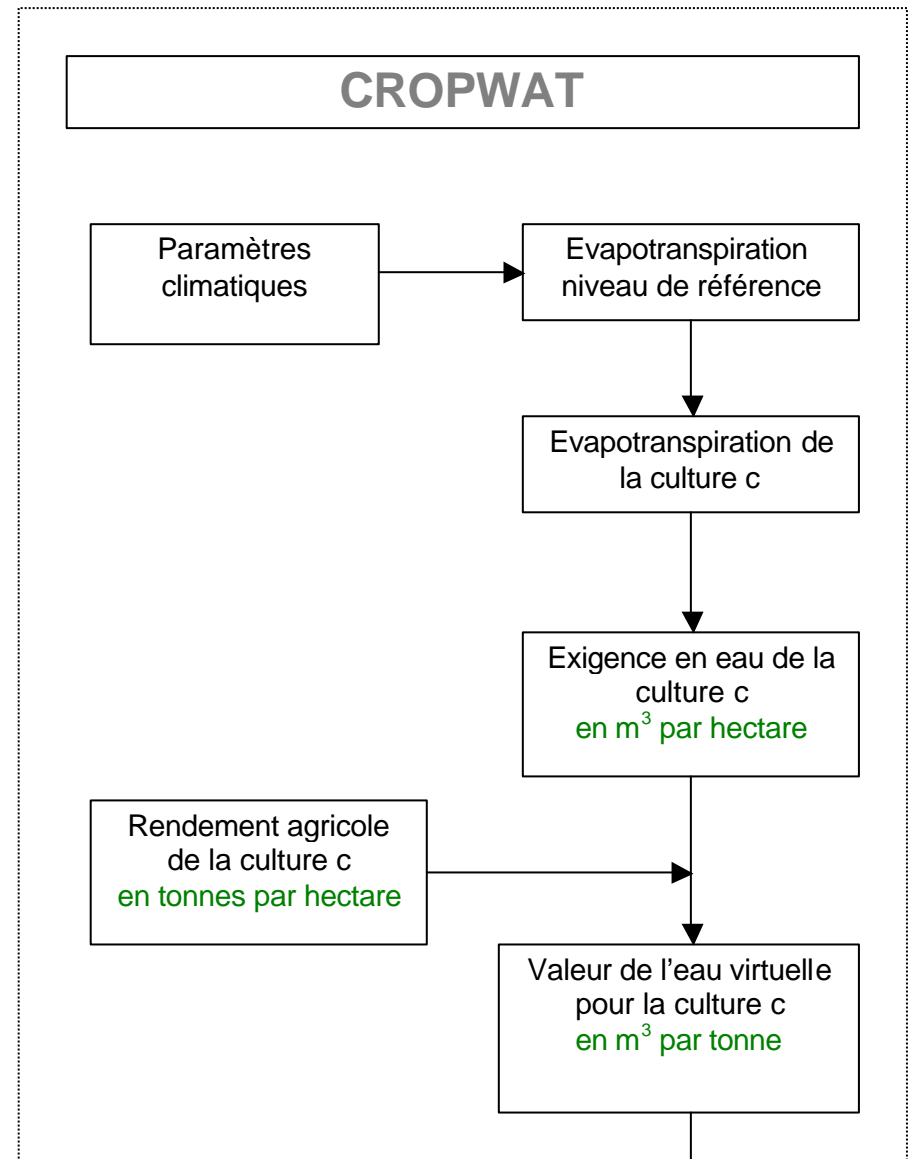 CROPWAT
Paramètres
climatiques
Evapotranspiration
niveau de référence
Evapotranspiration de
la culture c
Exigence en eau de la
culture c
en m³ par hectare
Rendement agricole
de la culture c
en tonnes par hectare
Valeur de l’eau virtuelle
pour la culture c
en m³ par tonne